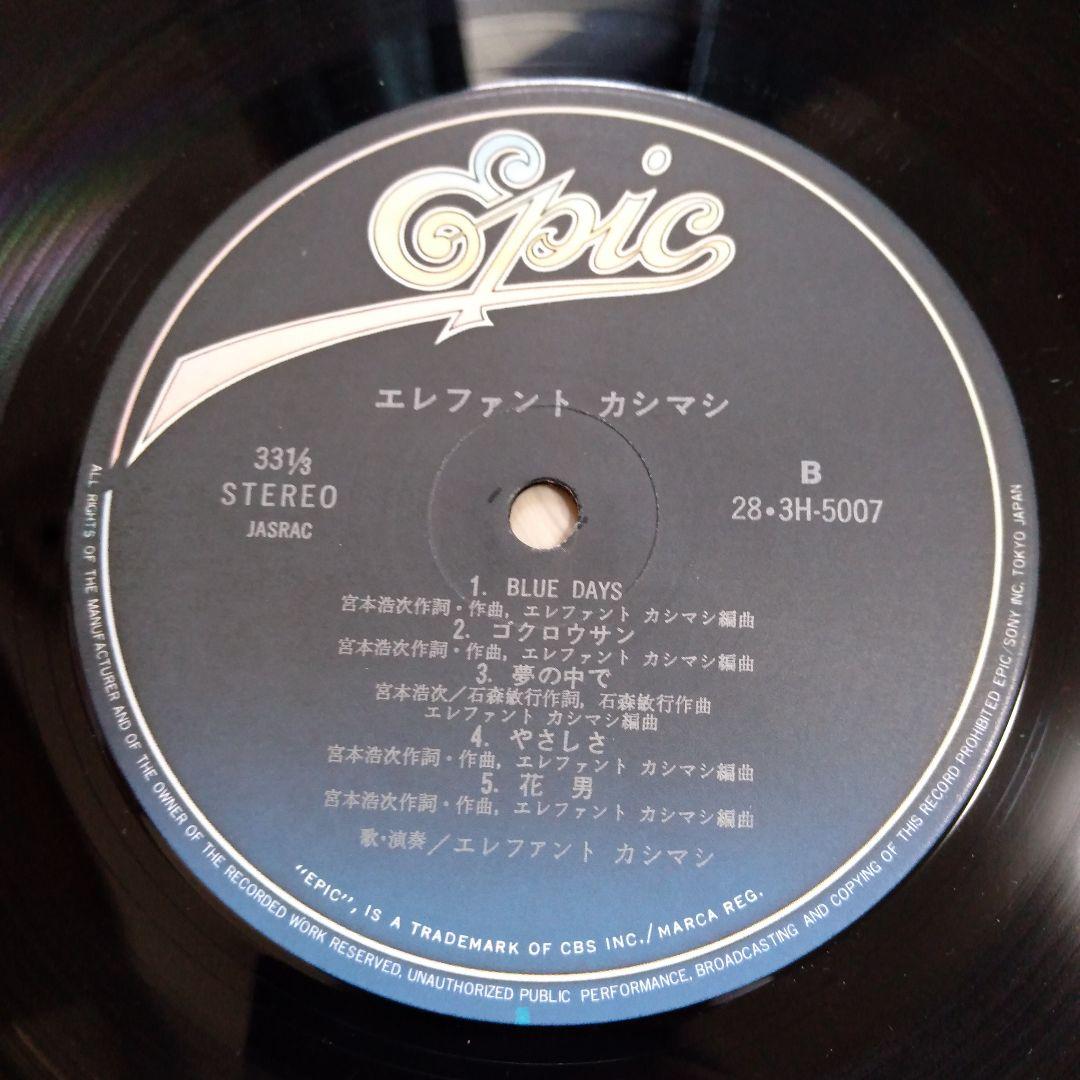 Epic
エレファント カシマシ
33⅓
STEREO
JASRAC
B
28・3H-5007
1. BLUE DAYS
宮本浩次作詞・作曲, エレファント カシマシ編曲
2. ゴクロウサン
宮本浩次作詞・作曲, エレファント カシマシ編曲
3. 夢の中で
宮本浩次/石森敏行作詞, 石森敏行作曲
エレファント カシマシ編曲
4. やさしさ
宮本浩次作詞・作曲, エレファント カシマシ編曲
5. 花 男
宮本浩次作詞・作曲, エレファント カシマシ編曲
歌・演奏/エレファント カシマシ
"EPIC", IS A TRADEMARK OF CBS INC./MARCA REG.
ALL RIGHTS OF THE MANUFACTURER AND OF THE OWNER OF THE RECORDED WORK RESERVED. UNAUTHORIZED PUBLIC PERFORMANCE, BROADCASTING AND COPYING OF THIS RECORD PROHIBITED EPIC/SONY INC. TOKYO JAPAN